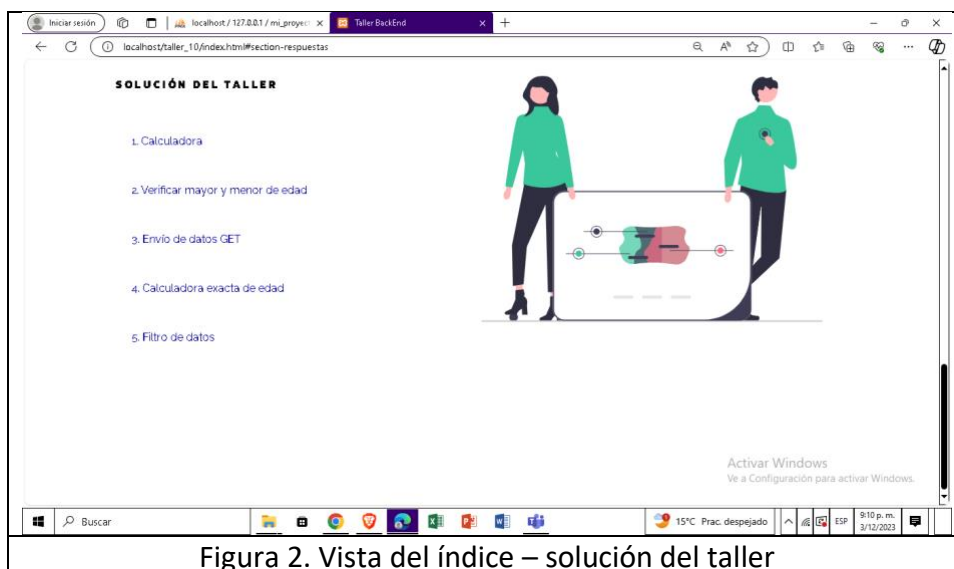 Iniciar sesión
localhost / 127.0.0.1 / mi_proyec
Taller BackEnd
localhost/taller_10/index.html#section-respuestas
SOLUCIÓN DEL TALLER
1. Calculadora
2. Verificar mayor y menor de edad
3. Envío de datos GET
4. Calculadora exacta de edad
5. Filtro de datos
Activar Windows
Ve a Configuración para activar Windows.
Buscar
15°C Prac. despejado
ESP
9:10 p. m.
3/12/2023
Figura 2. Vista del índice – solución del taller